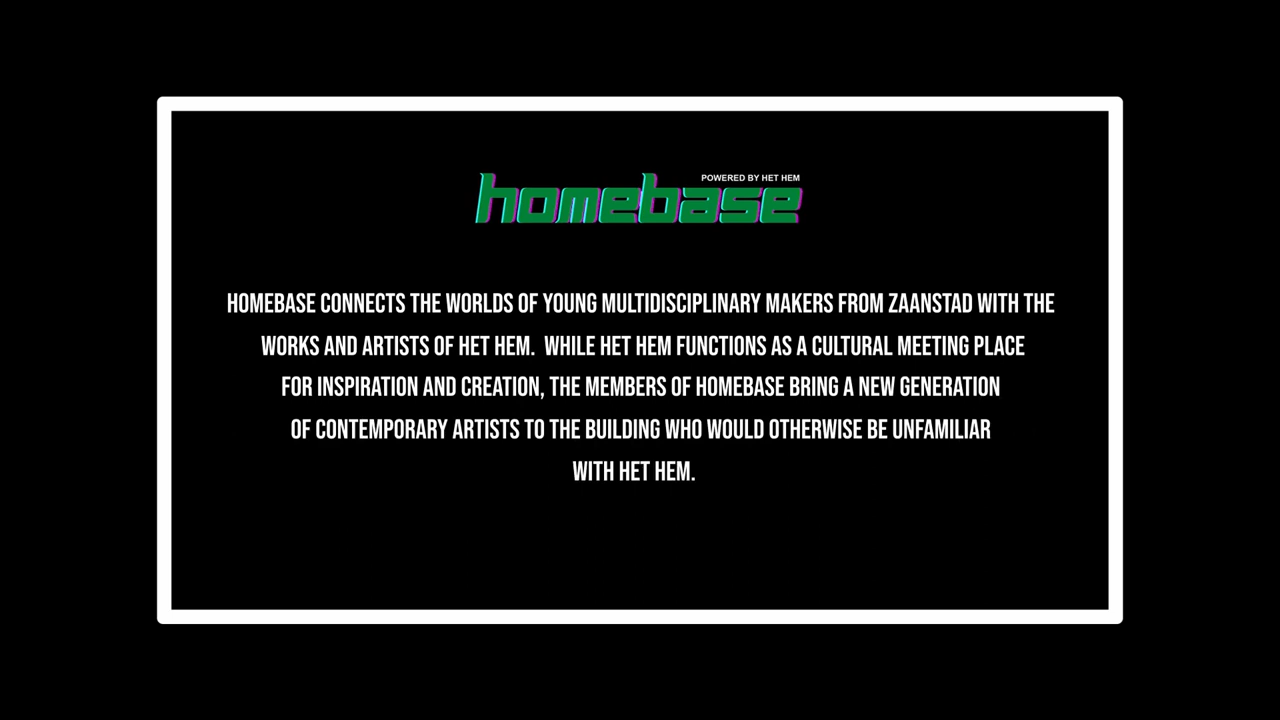 POWERED BY HET HEM
homebase
HOMEBASE CONNECTS THE WORLDS OF YOUNG MULTIDISCIPLINARY MAKERS FROM ZAANSTAD WITH THE
WORKS AND ARTISTS OF HET HEM.  WHILE HET HEM FUNCTIONS AS A CULTURAL MEETING PLACE
FOR INSPIRATION AND CREATION, THE MEMBERS OF HOMEBASE BRING A NEW GENERATION
OF CONTEMPORARY ARTISTS TO THE BUILDING WHO WOULD OTHERWISE BE UNFAMILIAR
WITH HET HEM.